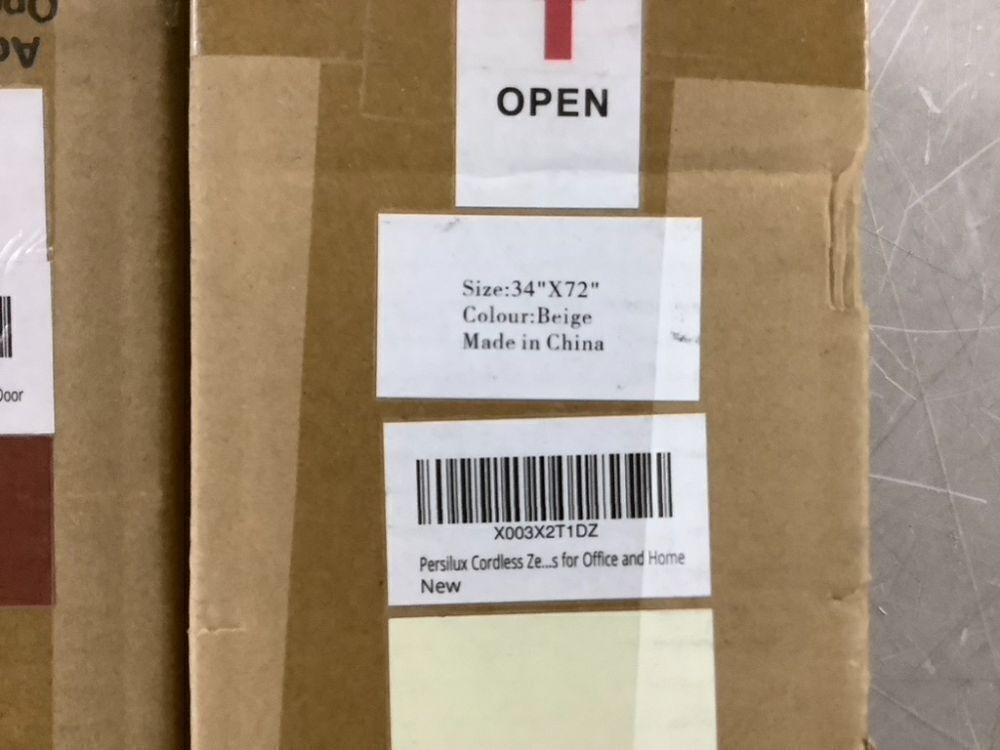 OPEN
Size:34"X72"
Colour:Beige
Made in China
X003X2T1DZ
Persilux Cordless Ze...s for Office and Home
New
Door